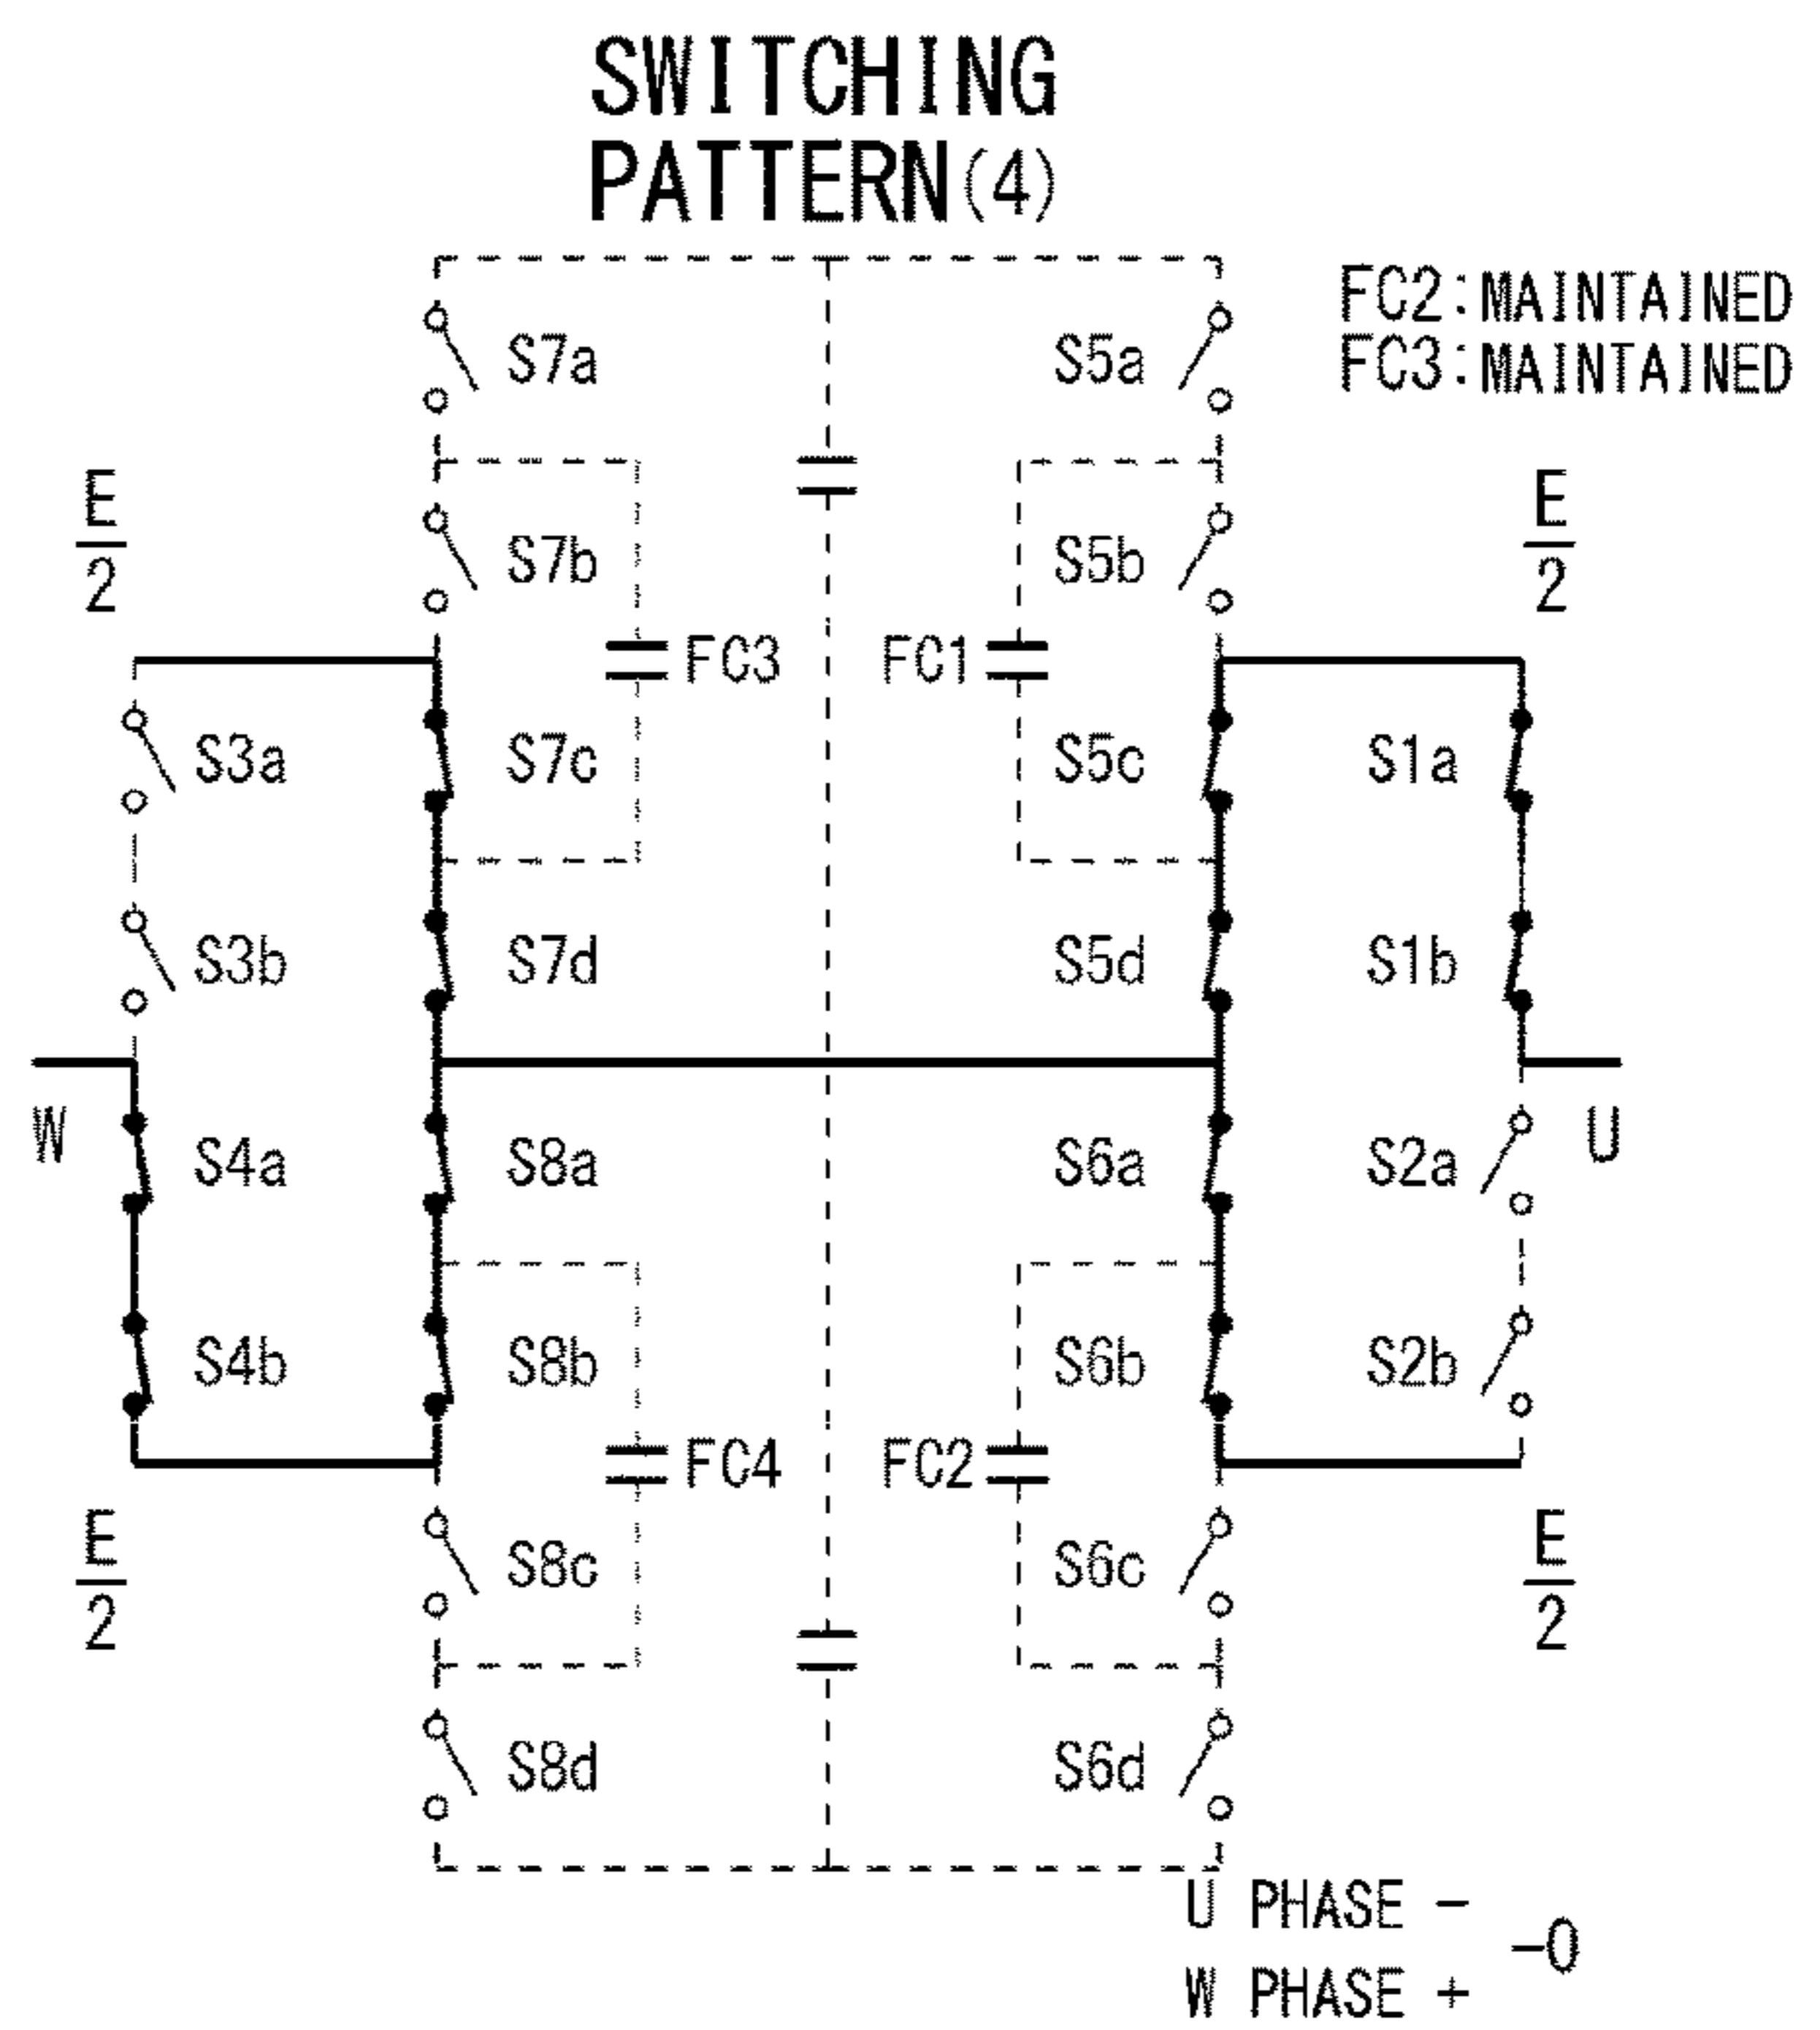 SWITCHING
PATTERN(4)
FC2:MAINTAINED
FC3:MAINTAINED
S7a
S5a
E
2
S7b
S5b
E
2
FC3
FC1
S3a
S7c
S5c
S1a
S3b
S7d
S5d
S1b
W
S4a
S8a
S6a
S2a
U
S4b
S8b
S6b
S2b
FC4
FC2
E
2
S8c
S6c
E
2
S8d
S6d
U PHASE -
-0
W PHASE +